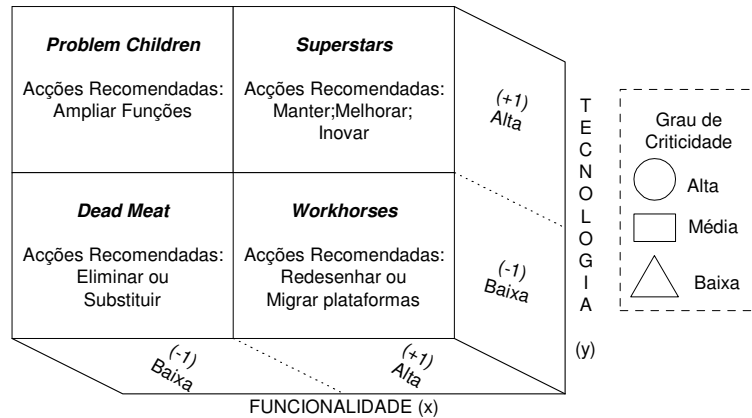 Problem Children
Acções Recomendadas:
Ampliar Funções
Superstars
Acções Recomendadas:
Manter;Melhorar;
Inovar
(+1)
Alta
Dead Meat
Acções Recomendadas:
Eliminar ou
Substituir
Workhorses
Acções Recomendadas:
Redesenhar ou
Migrar plataformas
(-1)
Baixa
(-1)
Baixa
(+1)
Alta
FUNCIONALIDADE (x)
T
E
C
N
O
L
O
G
I
A
(y)
Grau de
Criticidade
Alta
Média
Baixa